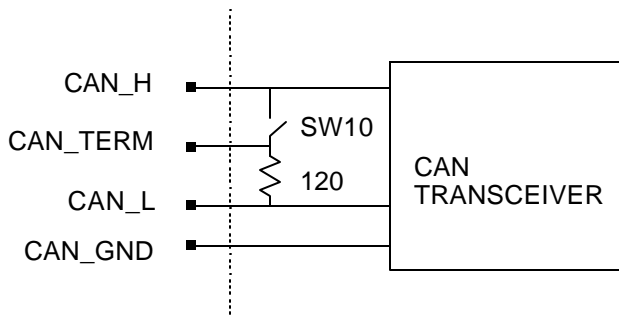 CAN_H
SW10
CAN_TERM
120
CAN
TRANSCEIVER
CAN_L
CAN_GND